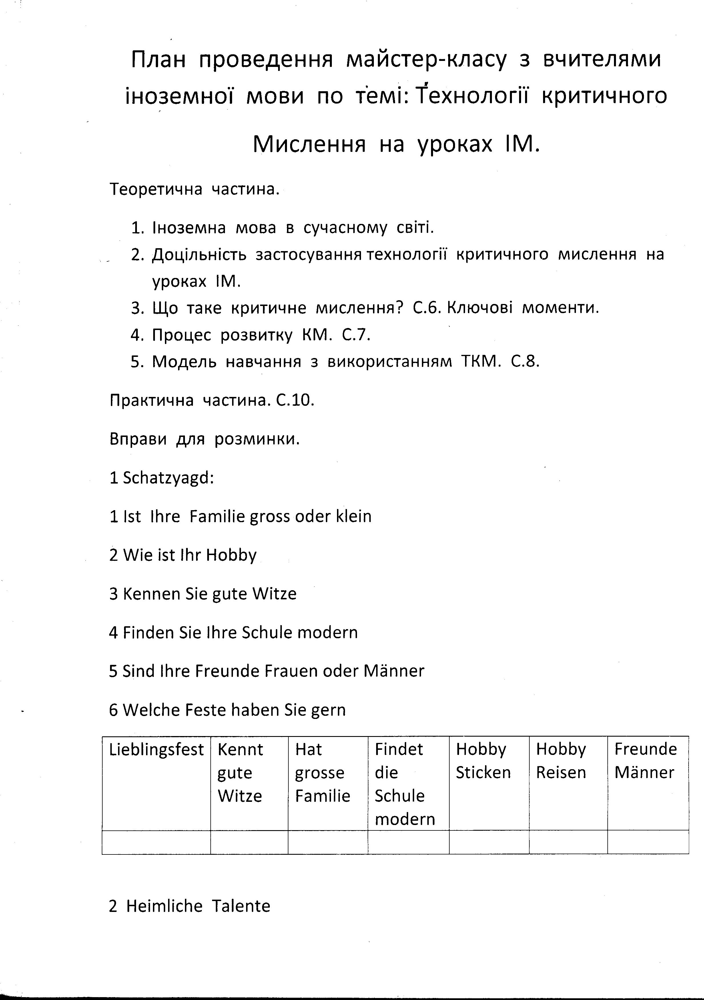 План проведення майстер-класу з вчителями
іноземної мови по темі: Технології критичного
Мислення на уроках ІМ.
Теоретична частина.
1. Іноземна мова в сучасному світі.
2. Доцільність застосування технології критичного мислення на
уроках ІМ.
3. Що таке критичне мислення? С.6. Ключові моменти.
4. Процес розвитку КМ. С.7.
5. Модель навчання з використанням ТКМ. С.8.
Практична частина. С.10.
Вправи для розминки.
1 Schatzyagd:
1 Ist Ihre Familie gross oder klein
2 Wie ist Ihr Hobby
3 Kennen Sie gute Witze
4 Finden Sie Ihre Schule modern
5 Sind Ihre Freunde Frauen oder Männer
6 Welche Feste haben Sie gern
Lieblingsfest Kennt Hat Findet Hobby Hobby Freunde
gute grosse die Sticken Reisen Männer
Witze Familie Schule
modern
2 Heimliche Talente